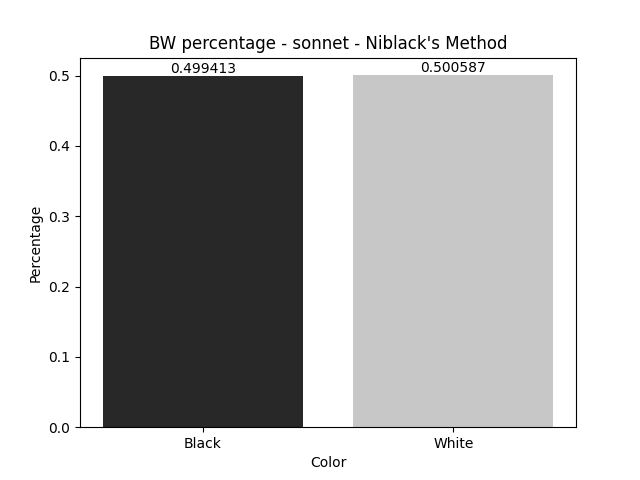 BW percentage - sonnet - Niblack's Method
0.499413
0.500587
0.5
0.4
0.3
0.2
0.1
0.0
Percentage
Black
White
Color